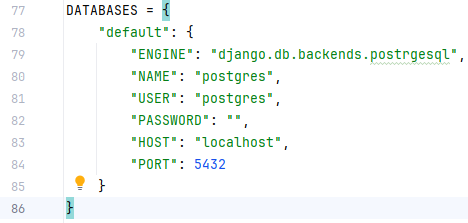 77 DATABASES = {
78 "default": {
79 "ENGINE": "django.db.backends.postrgesql",
80 "NAME": "postgres",
81 "USER": "postgres",
82 "PASSWORD": "",
83 "HOST": "localhost",
84 "PORT": 5432
85 }
86 }